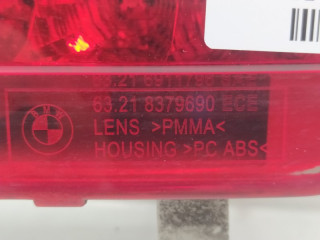 63.21 8379690 ECE
LENS >PMMA<
HOUSING >PC ABS<